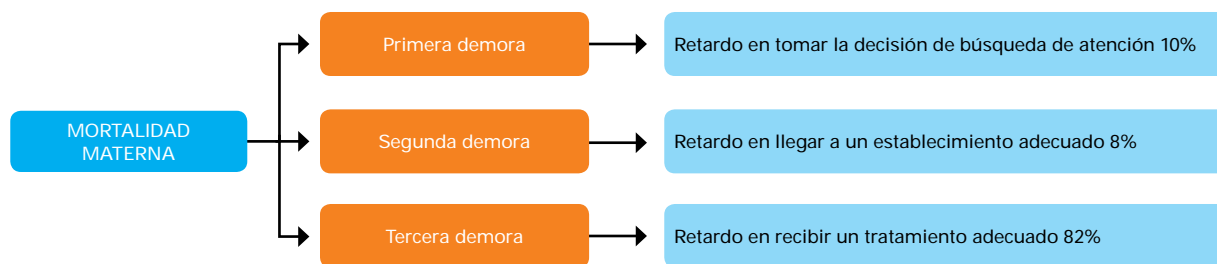 Primera demora
Retardo en tomar la decisión de búsqueda de atención 10%
MORTALIDAD
MATERNA
Segunda demora
Retardo en llegar a un establecimiento adecuado 8%
Tercera demora
Retardo en recibir un tratamiento adecuado 82%